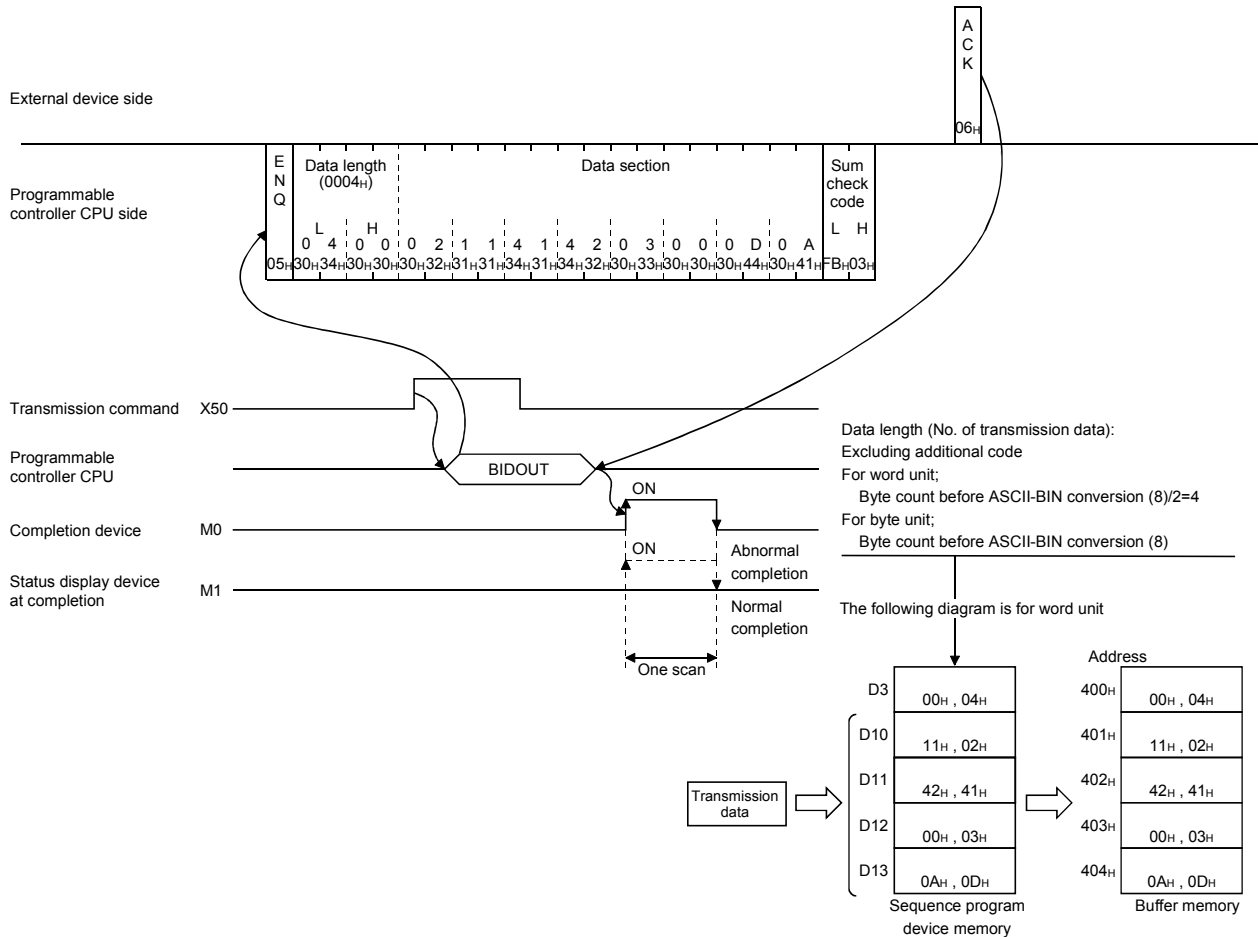 A
C
K
External device side
06H
E
N
Q
Data length
(0004H)
Data section
Sum
check
code
Programmable
controller CPU side
L H L H
0 4 0 0 0 2 1 1 4 1 4 2 0 3 0 0 0 D 0 A
05H 30H 34H 30H 30H 30H 32H 31H 31H 34H 31H 34H 32H 30H 33H 30H 30H 30H 44H 30H 41H FBH 03H
Transmission command X50
Programmable
controller CPU
BIDOUT
ON
Completion device M0
ON
Abnormal
completion
Status display device
at completion
M1
Normal
completion
One scan
Data length (No. of transmission data):
Excluding additional code
For word unit;
Byte count before ASCII-BIN conversion (8)/2=4
For byte unit;
Byte count before ASCII-BIN conversion (8)
The following diagram is for word unit
Address
D3 00H , 04H 400H 00H , 04H
D10 11H , 02H 401H 11H , 02H
D11 42H , 41H 402H 42H , 41H
Transmission
data
D12 00H , 03H 403H 00H , 03H
D13 0AH , 0DH 404H 0AH , 0DH
Sequence program
device memory
Buffer memory